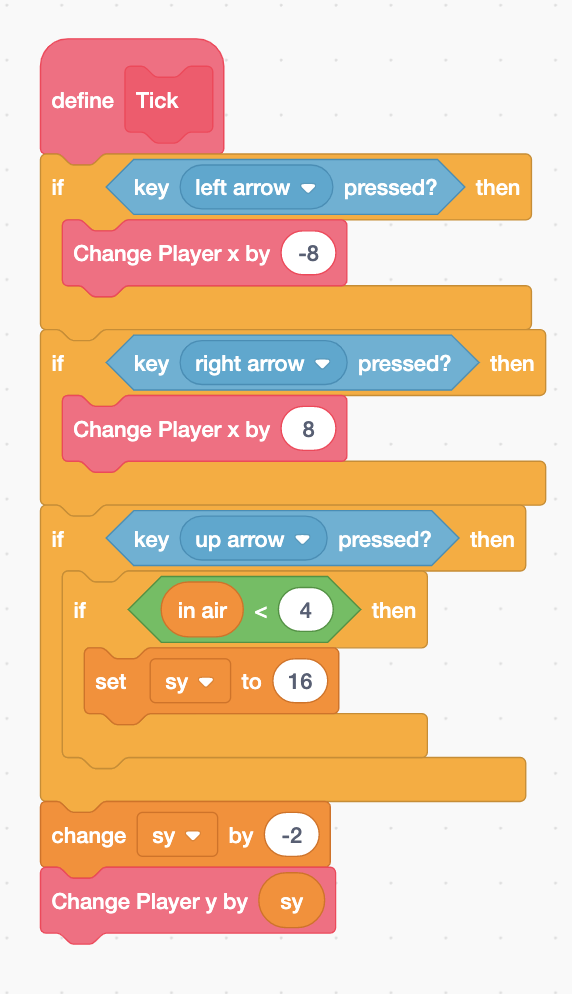 define Tick
if key left arrow pressed? then
Change Player x by -8
if key right arrow pressed? then
Change Player x by 8
if key up arrow pressed? then
if in air < 4 then
set sy to 16
change sy by -2
Change Player y by sy